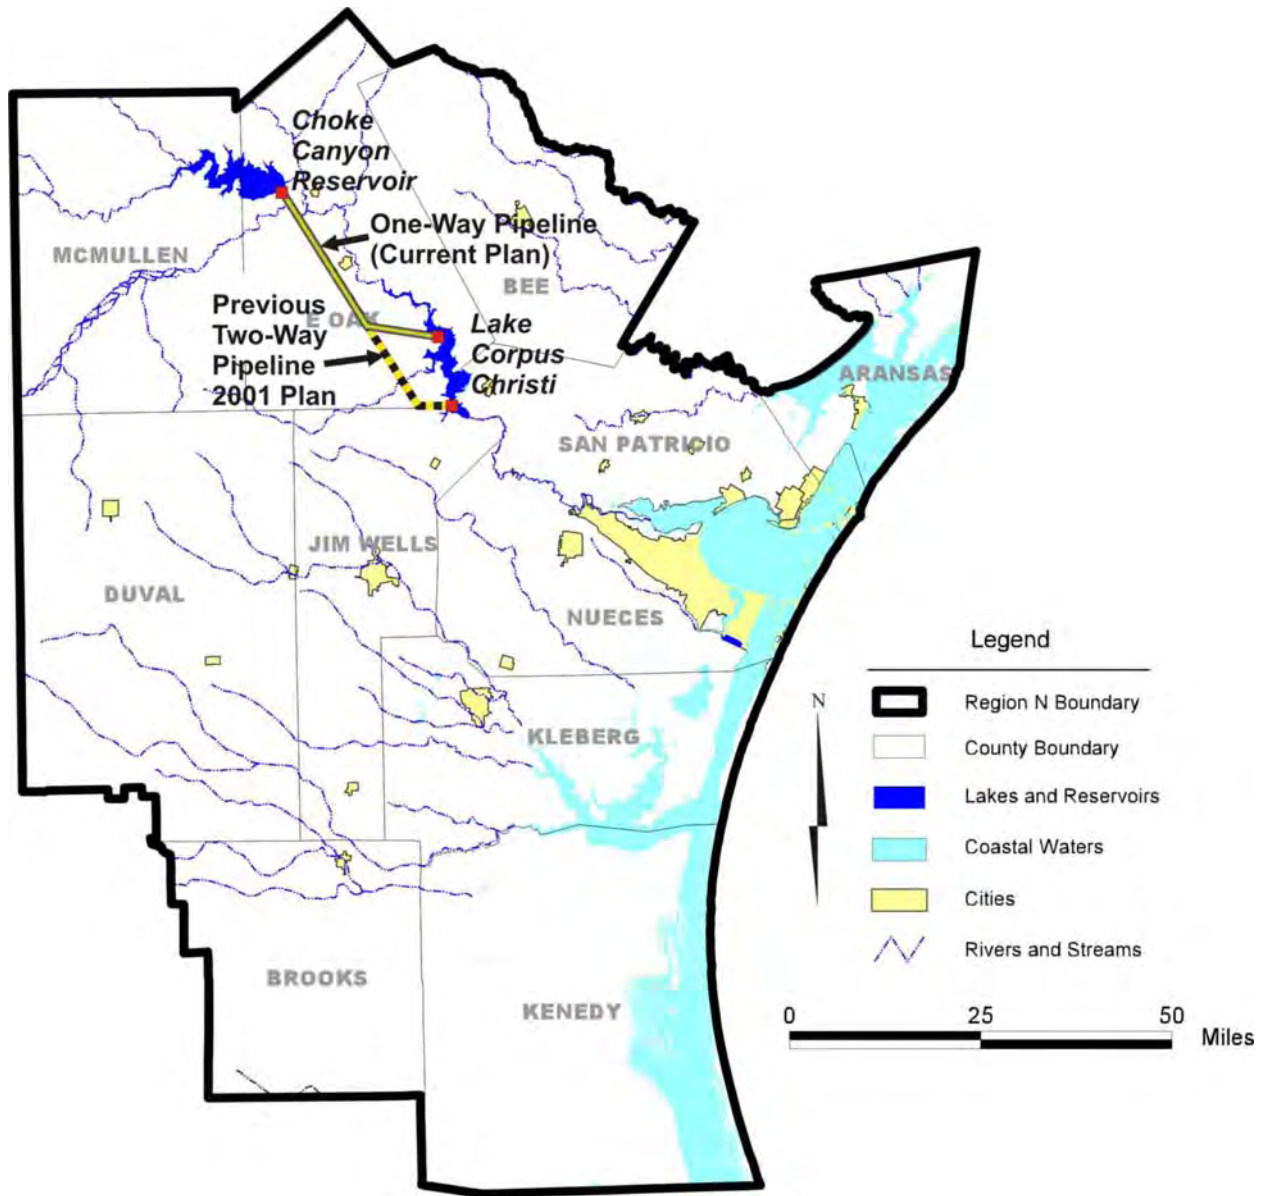 Choke
Canyon
Reservoir
One-Way Pipeline
(Current Plan)
MCMULLEN
BEE
Previous
Two-Way
Pipeline
2001 Plan
E OAK
Lake
Corpus
Christi
ARANSAS
SAN PATRICIO
JIM WELLS
DUVAL
NUECES
KLEBERG
BROOKS
KENEDY
Legend
Region N Boundary
County Boundary
Lakes and Reservoirs
Coastal Waters
Cities
Rivers and Streams
N
0 25 50
Miles